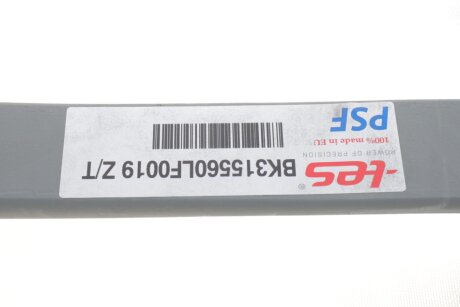 -tes®
POWER OF PRECISION
BK315560LF0019 Z/T
PSF
100% made in EU